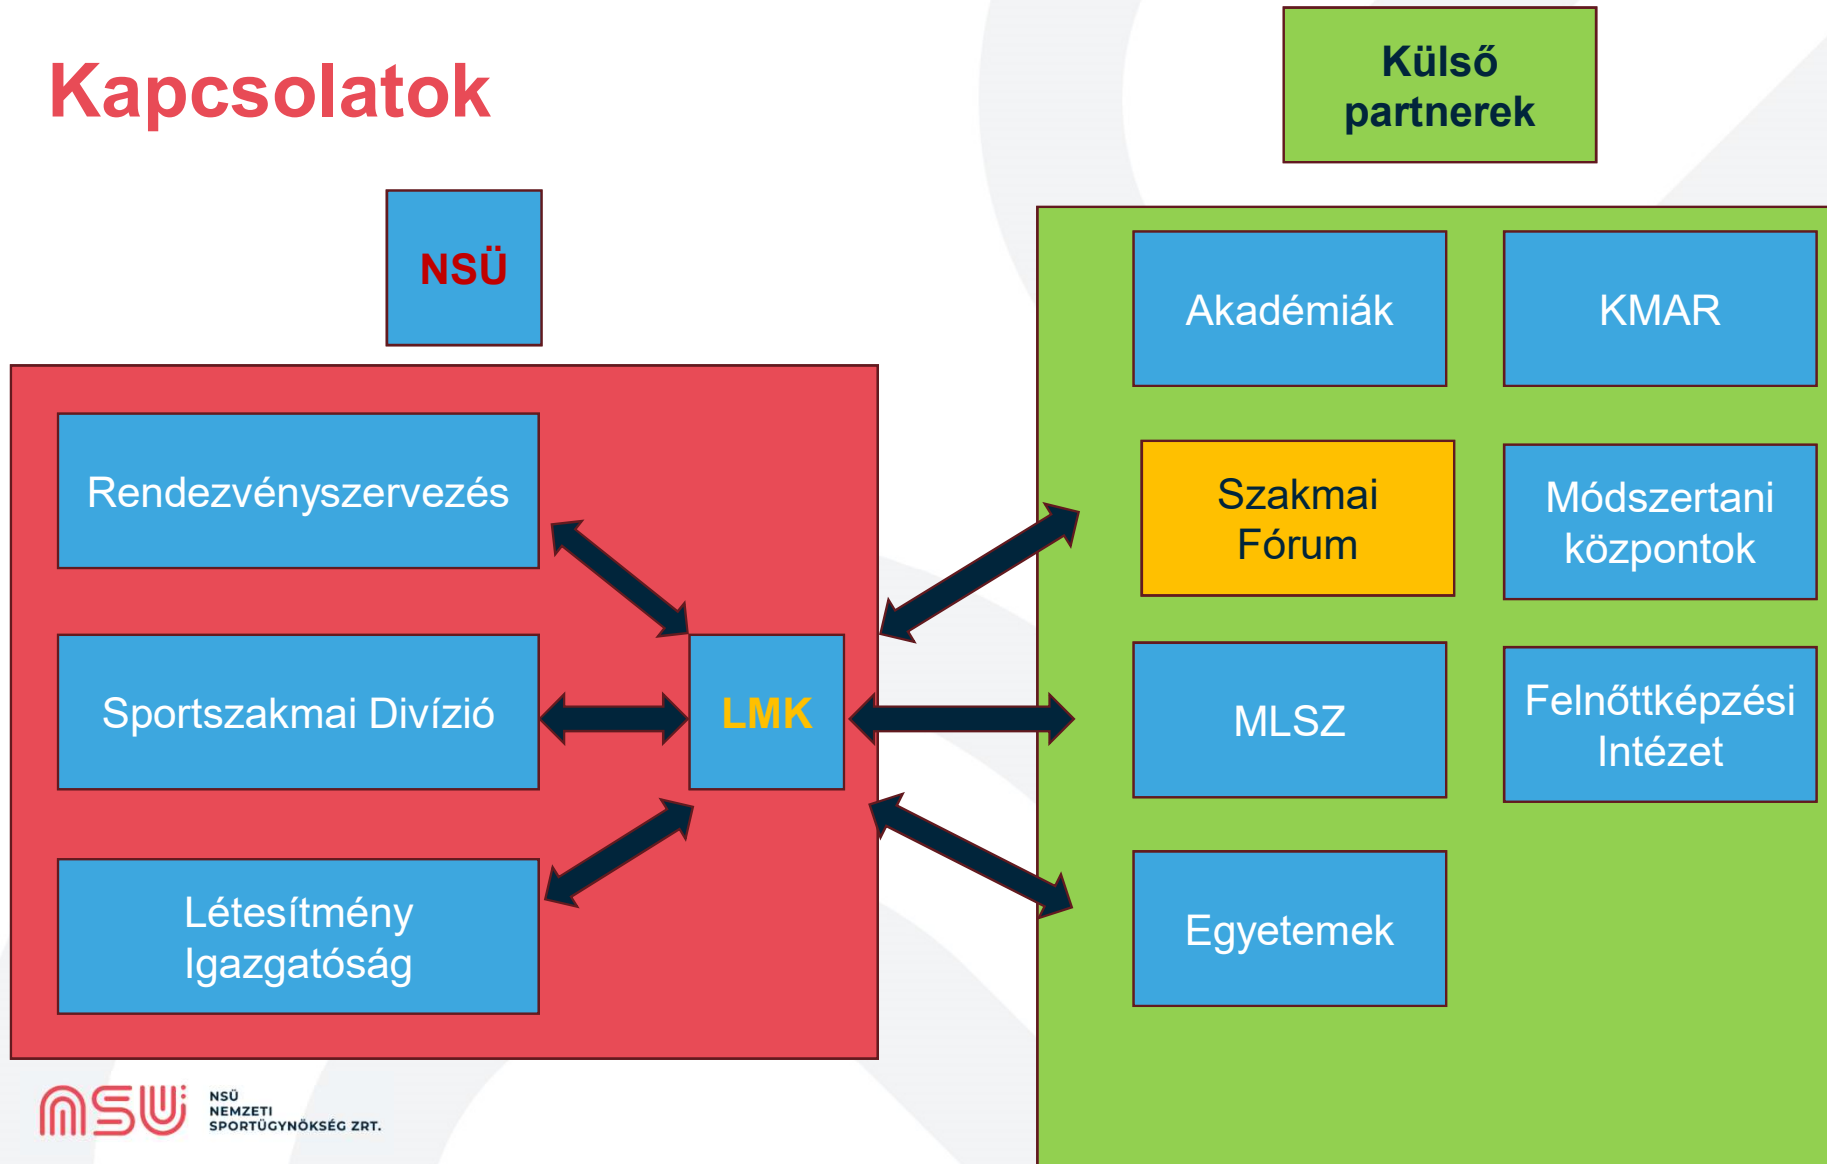 Kapcsolatok
Külső
partnerek
NSÜ
Rendezvényszervezés
Sportszakmai Divízió
LMK
Létesítmény
Igazgatóság
Akadémiák
KMAR
Szakmai
Fórum
Módszertani
központok
MLSZ
Felnőttképzési
Intézet
Egyetemek
nsü
NSÜ
NEMZETI
SPORTÜGYNÖKSÉG ZRT.